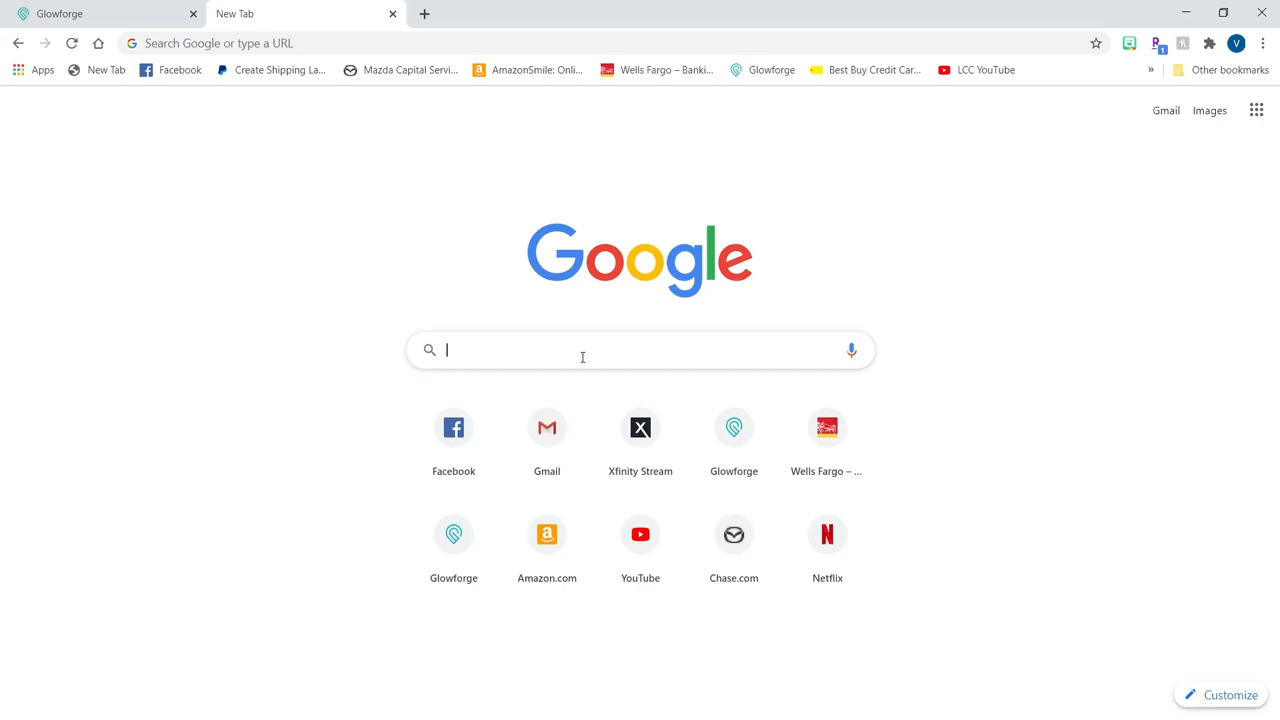 Glowforge
New Tab
Search Google or type a URL
1
V
Apps
New Tab
Facebook
Create Shipping La...
Mazda Capital Servi...
AmazonSmile: Onli...
Wells Fargo – Banki...
Glowforge
Best Buy Credit Car...
LCC YouTube
»
Other bookmarks
Gmail
Images
Google
Facebook
Gmail
Xfinity Stream
Glowforge
Wells Fargo – ...
Glowforge
Amazon.com
YouTube
Chase.com
Netflix
Customize